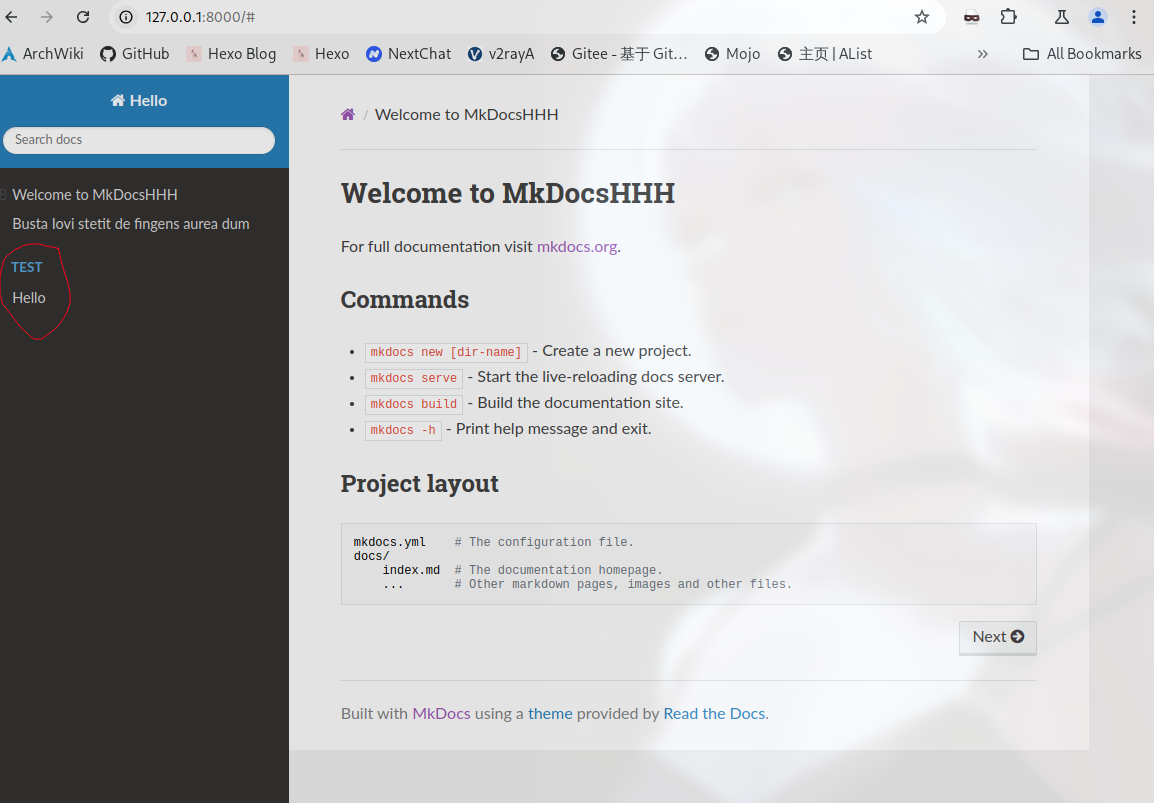 127.0.0.1:8000/#
ArchWiki GitHub Hexo Blog Hexo NextChat v2rayA Gitee - 基于 Git… Mojo 主页 | AList » All Bookmarks
Hello
Search docs
Welcome to MkDocsHHH
Busta Iovi stetit de fingens aurea dum
TEST
Hello
/ Welcome to MkDocsHHH
Welcome to MkDocsHHH
For full documentation visit mkdocs.org.
Commands
• mkdocs new [dir-name] - Create a new project.
• mkdocs serve - Start the live-reloading docs server.
• mkdocs build - Build the documentation site.
• mkdocs -h - Print help message and exit.
Project layout
mkdocs.yml # The configuration file.
docs/
index.md # The documentation homepage.
... # Other markdown pages, images and other files.
Next
Built with MkDocs using a theme provided by Read the Docs.